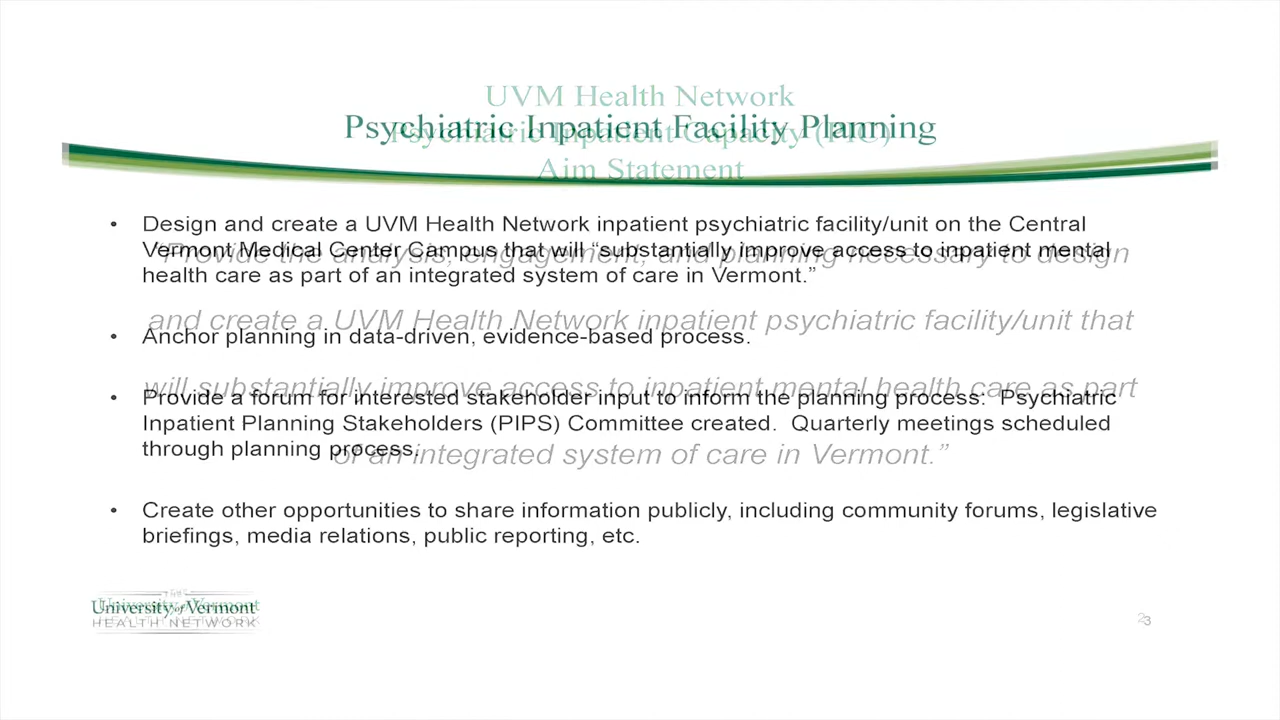 UVM Health Network
Psychiatric Inpatient Capacity (PIC)
Aim Statement
“Provide the analysis, engagement, and planning necessary to design
and create a UVM Health Network inpatient psychiatric facility/unit that
will substantially improve access to inpatient mental health care as part
of an integrated system of care in Vermont.”
Psychiatric Inpatient Facility Planning
• Design and create a UVM Health Network inpatient psychiatric facility/unit on the Central
Vermont Medical Center Campus that will “substantially improve access to inpatient mental
health care as part of an integrated system of care in Vermont.”
• Anchor planning in data-driven, evidence-based process.
• Provide a forum for interested stakeholder input to inform the planning process: Psychiatric
Inpatient Planning Stakeholders (PIPS) Committee created. Quarterly meetings scheduled
through planning process.
• Create other opportunities to share information publicly, including community forums, legislative
briefings, media relations, public reporting, etc.
THE
University of Vermont
HEALTH NETWORK
2
3